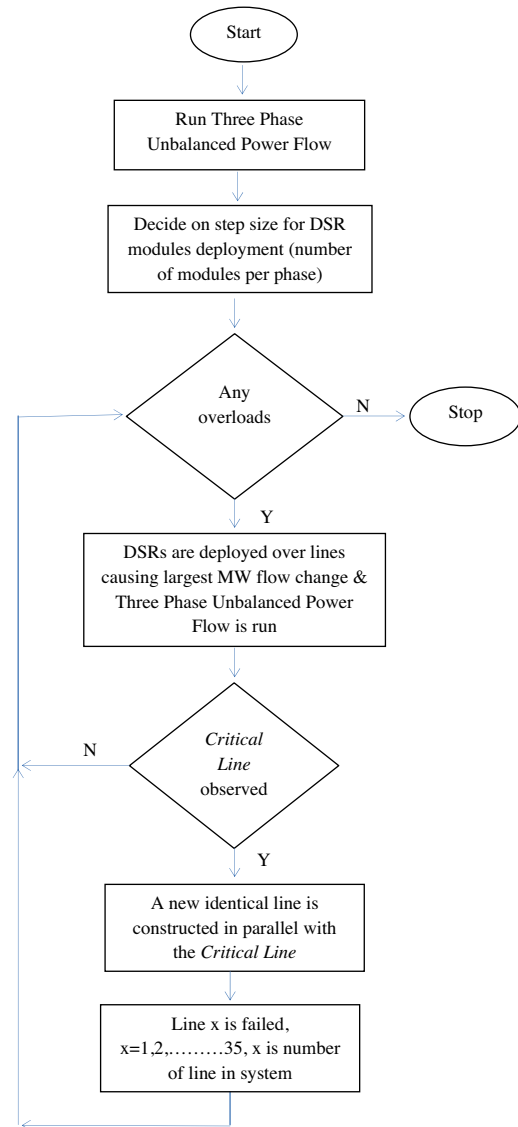 Start
Run Three Phase
Unbalanced Power Flow
Decide on step size for DSR
modules deployment (number
of modules per phase)
Any
overloads
N
Stop
Y
DSRs are deployed over lines
causing largest MW flow change &
Three Phase Unbalanced Power
Flow is run
N
Critical
Line
observed
Y
A new identical line is
constructed in parallel with
the Critical Line
Line x is failed,
x=1,2,.........35, x is number
of line in system